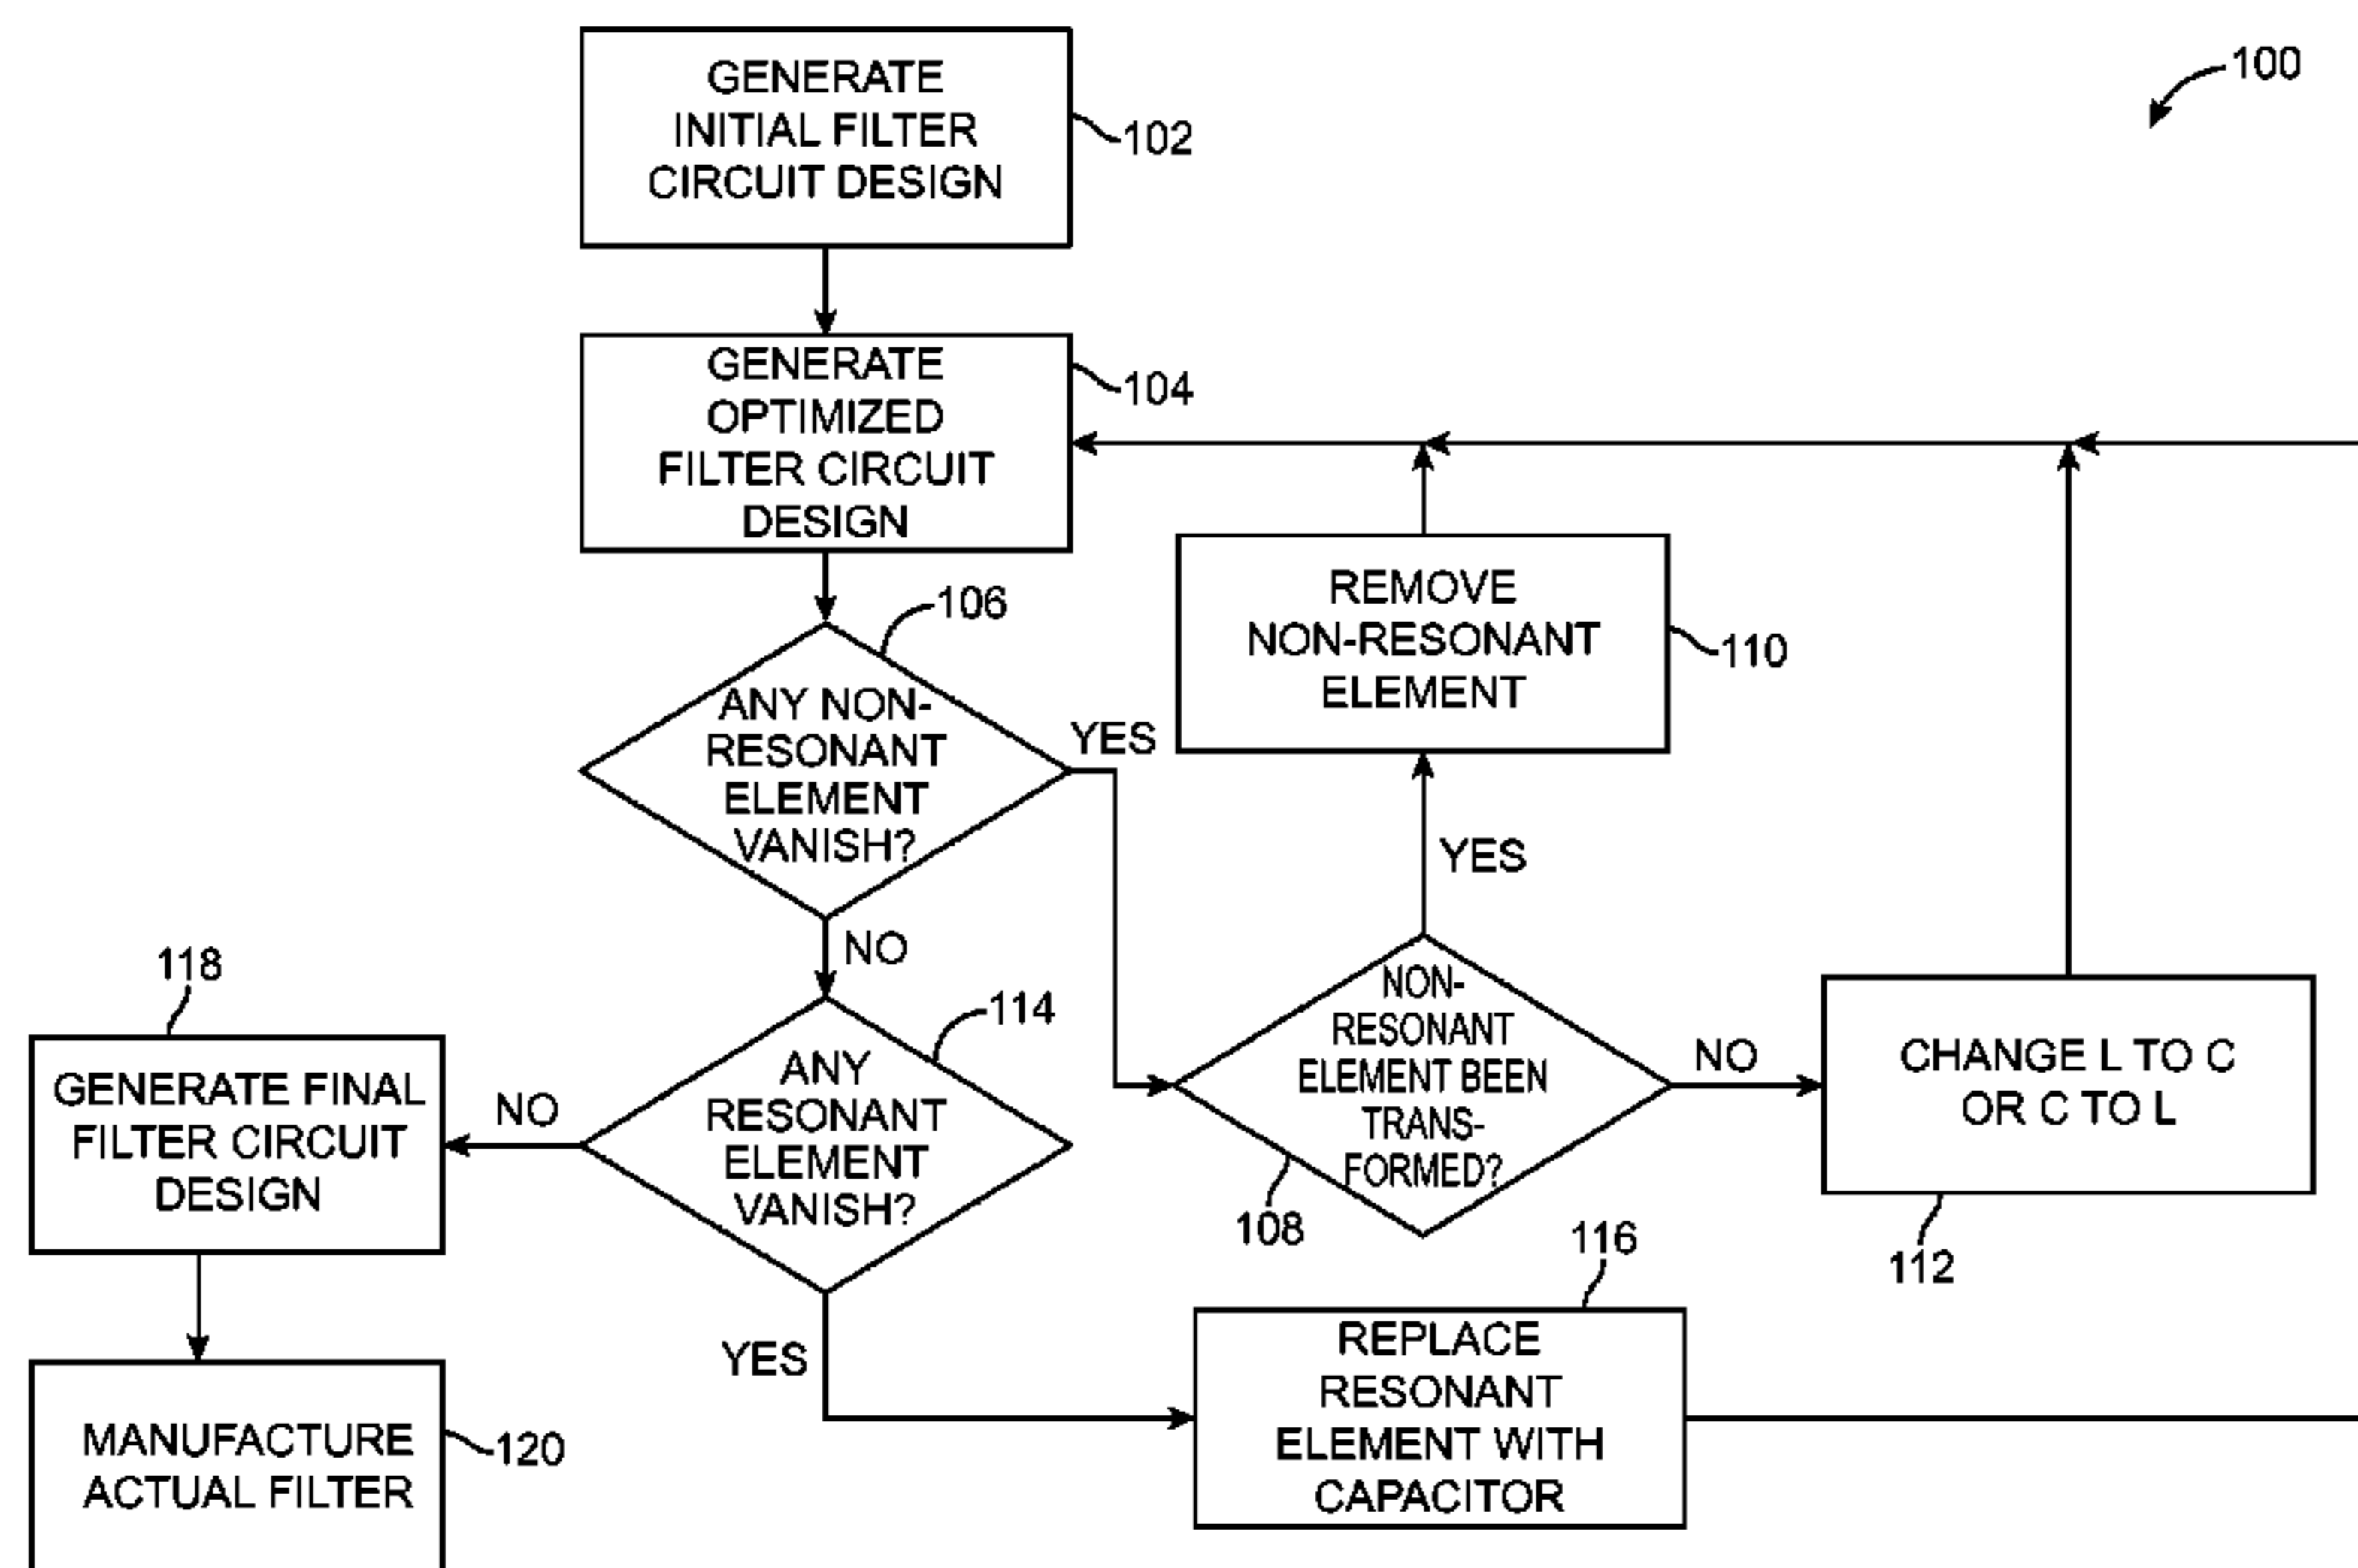 GENERATE
INITIAL FILTER
CIRCUIT DESIGN
102
100
GENERATE
OPTIMIZED
FILTER CIRCUIT
DESIGN
104
106
ANY NON-
RESONANT
ELEMENT
VANISH?
YES
NO
REMOVE
NON-RESONANT
ELEMENT
110
YES
NON-
RESONANT
ELEMENT BEEN
TRANS-
FORMED?
108
NO
CHANGE L TO C
OR C TO L
112
114
ANY
RESONANT
ELEMENT
VANISH?
NO
YES
118
GENERATE FINAL
FILTER CIRCUIT
DESIGN
116
REPLACE
RESONANT
ELEMENT WITH
CAPACITOR
MANUFACTURE
ACTUAL FILTER
120